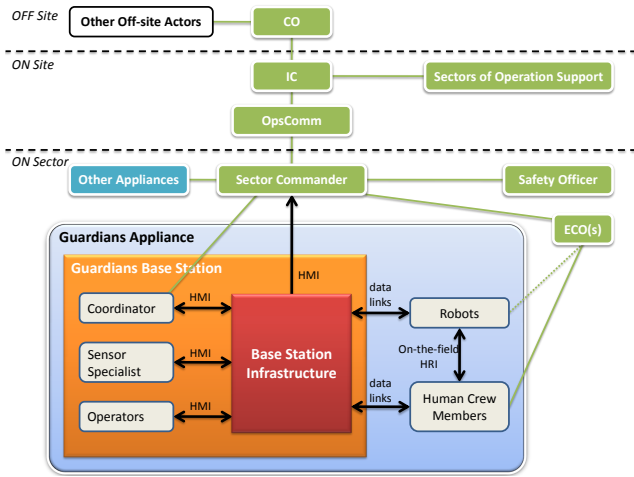 OFF Site
Other Off-site Actors
CO
ON Site
IC
Sectors of Operation Support
OpsComm
ON Sector
Other Appliances
Sector Commander
Safety Officer
ECO(s)
Guardians Appliance
Guardians Base Station
HMI
Coordinator
HMI
data
links
Robots
Sensor
Specialist
HMI
Base Station
Infrastructure
On-the-field
HRI
Operators
HMI
data
links
Human Crew
Members